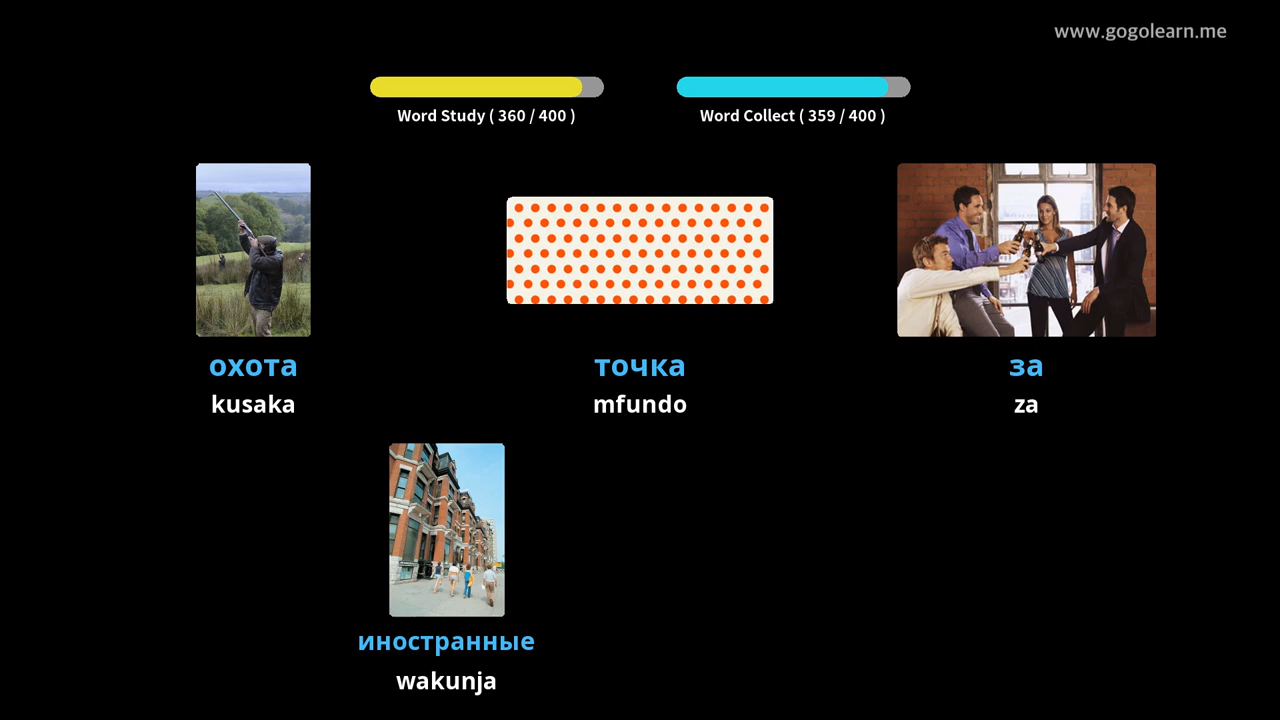 www.gogolearn.me
Word Study ( 360 / 400 )
Word Collect ( 359 / 400 )
охота
kusaka
точка
mfundo
за
za
иностранные
wakunja